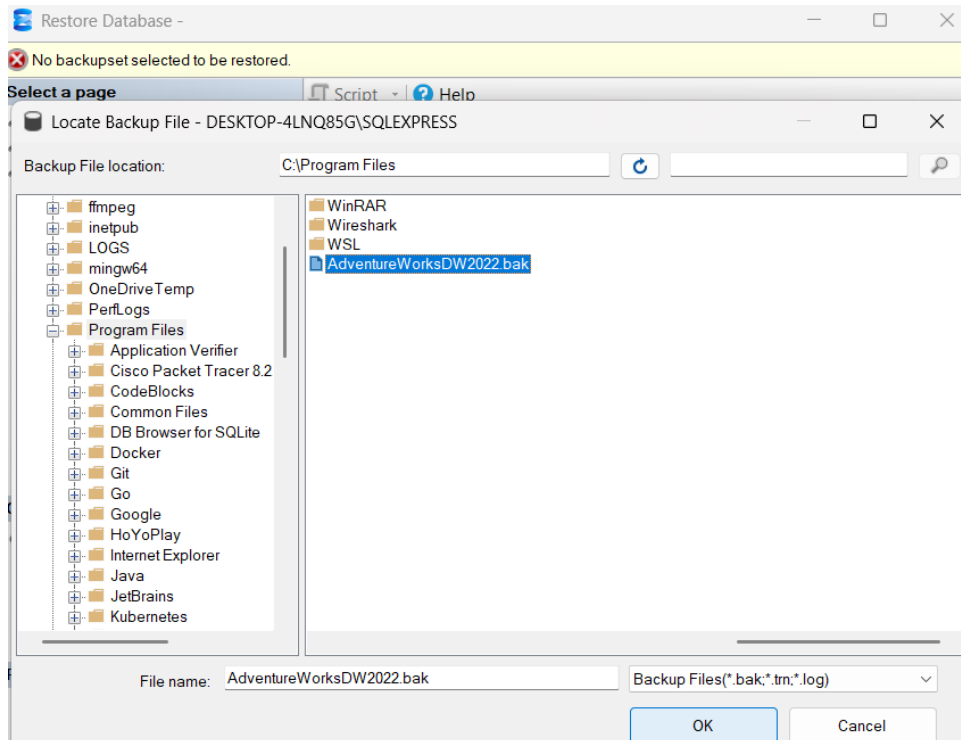 Restore Database -
No backupset selected to be restored.
Select a page
Script
Help
Locate Backup File - DESKTOP-4LNQ85G\SQLEXPRESS
Backup File location:
C:\Program Files
ffmpeg
inetpub
LOGS
mingw64
OneDriveTemp
PerfLogs
Program Files
Application Verifier
Cisco Packet Tracer 8.2
CodeBlocks
Common Files
DB Browser for SQLite
Docker
Git
Go
Google
HoYoPlay
Internet Explorer
Java
JetBrains
Kubernetes
WinRAR
Wireshark
WSL
AdventureWorksDW2022.bak
File name:
AdventureWorksDW2022.bak
Backup Files(*.bak;*.trn;*.log)
OK
Cancel